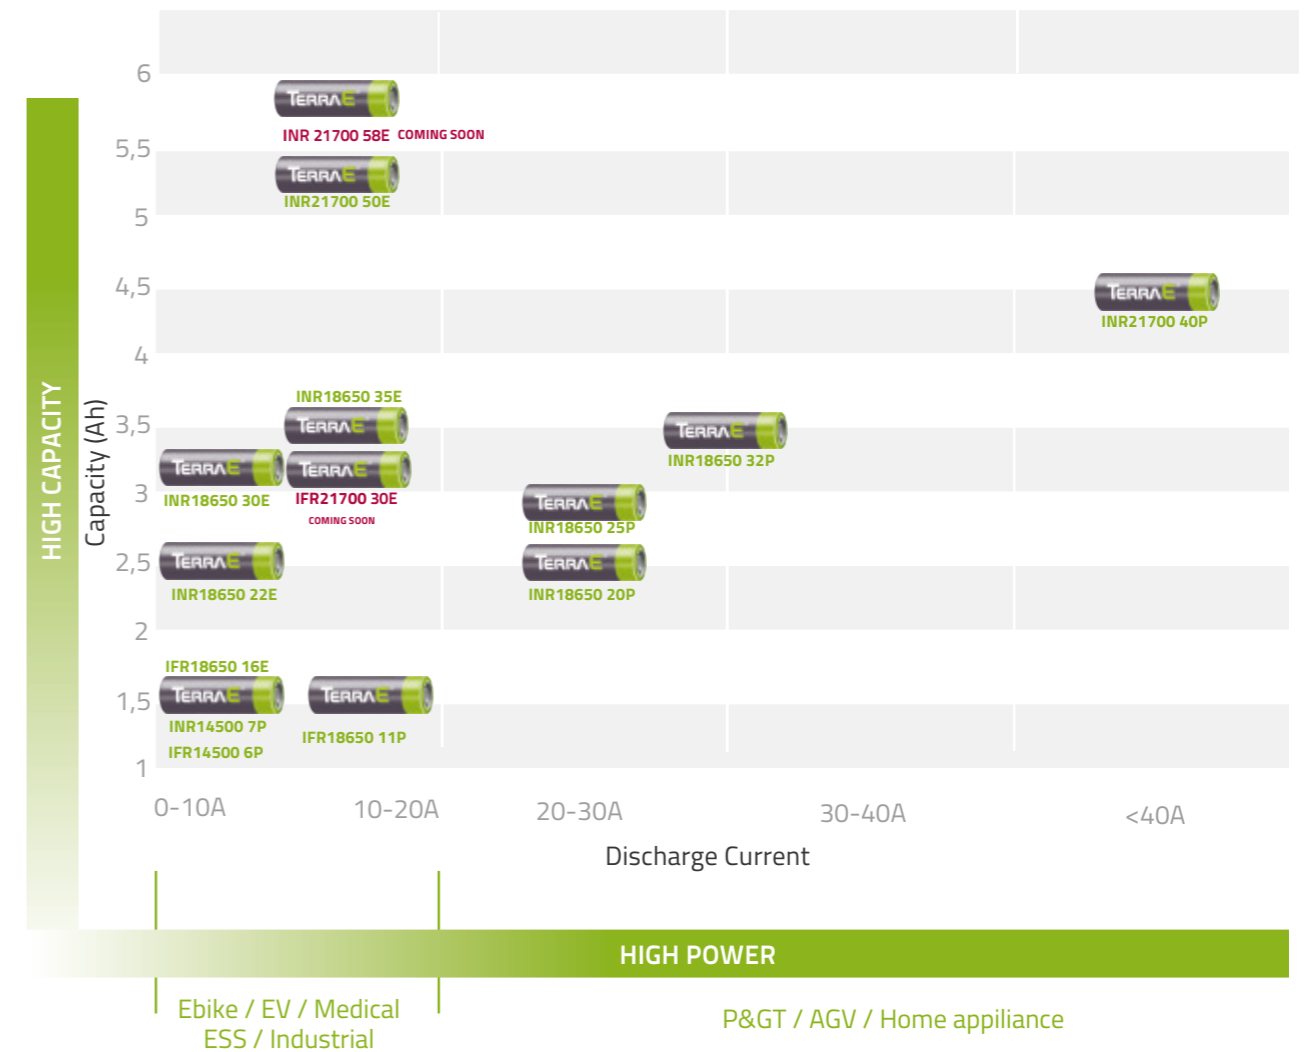 6
TERRAE
INR 21700 58E COMING SOON
5,5
TERRAE
INR21700 50E
5
4,5
TERRAE
INR21700 40P
4
HIGH CAPACITY
Capacity (Ah)
INR18650 35E
3,5
TERRAE
TERRAE
INR18650 32P
TERRAE
TERRAE
INR18650 30E
IFR21700 30E
COMING SOON
3
TERRAE
INR18650 25P
2,5
TERRAE
INR18650 22E
TERRAE
INR18650 20P
2
IFR18650 16E
1,5
TERRAE
TERRAE
INR14500 7P
IFR18650 11P
IFR14500 6P
1
0-10A
10-20A
20-30A
30-40A
<40A
Discharge Current
HIGH POWER
Ebike / EV / Medical
ESS / Industrial
P&GT / AGV / Home appiliance